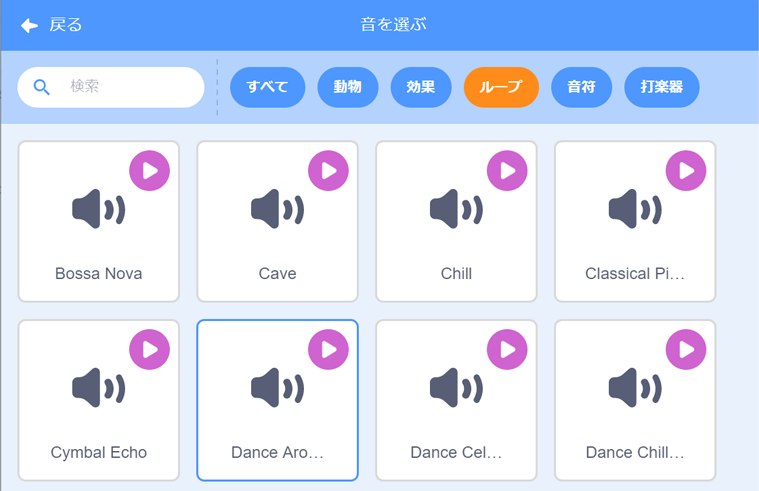 戻る
音を選ぶ
検索
すべて
動物
効果
ループ
音符
打楽器
Bossa Nova
Cave
Chill
Classical Pi…
Cymbal Echo
Dance Aro…
Dance Cel…
Dance Chill…